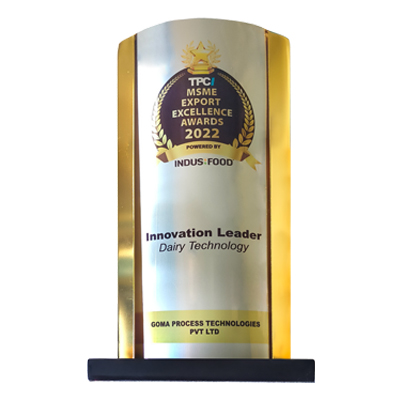 TPCI
MSME
EXPORT
EXCELLENCE
AWARDS
2022
POWERED BY
INDUS FOOD
Innovation Leader
Dairy Technology
GOMA PROCESS TECHNOLOGIES
PVT LTD